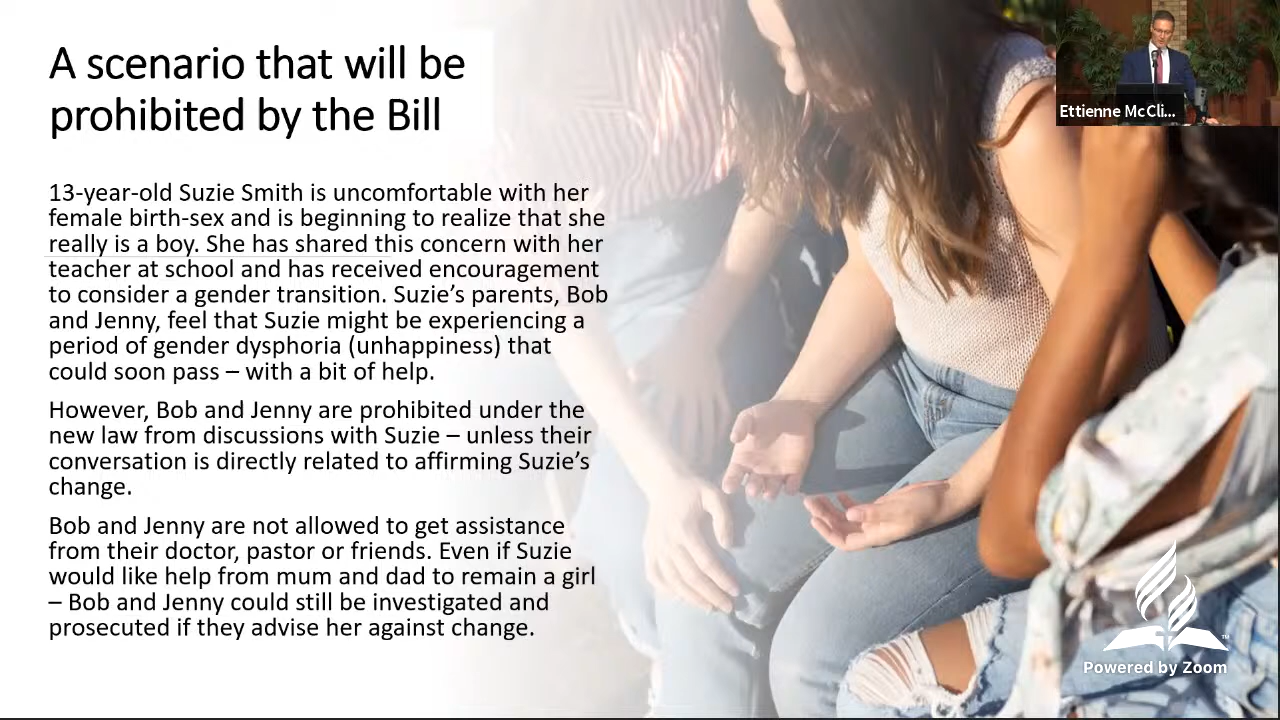 A scenario that will be
prohibited by the Bill
Ettienne McCli...
13-year-old Suzie Smith is uncomfortable with her
female birth-sex and is beginning to realize that she
really is a boy. She has shared this concern with her
teacher at school and has received encouragement
to consider a gender transition. Suzie’s parents, Bob
and Jenny, feel that Suzie might be experiencing a
period of gender dysphoria (unhappiness) that
could soon pass – with a bit of help.
However, Bob and Jenny are prohibited under the
new law from discussions with Suzie – unless their
conversation is directly related to affirming Suzie’s
change.
Bob and Jenny are not allowed to get assistance
from their doctor, pastor or friends. Even if Suzie
would like help from mum and dad to remain a girl
– Bob and Jenny could still be investigated and
prosecuted if they advise her against change.
™
Powered by Zoom